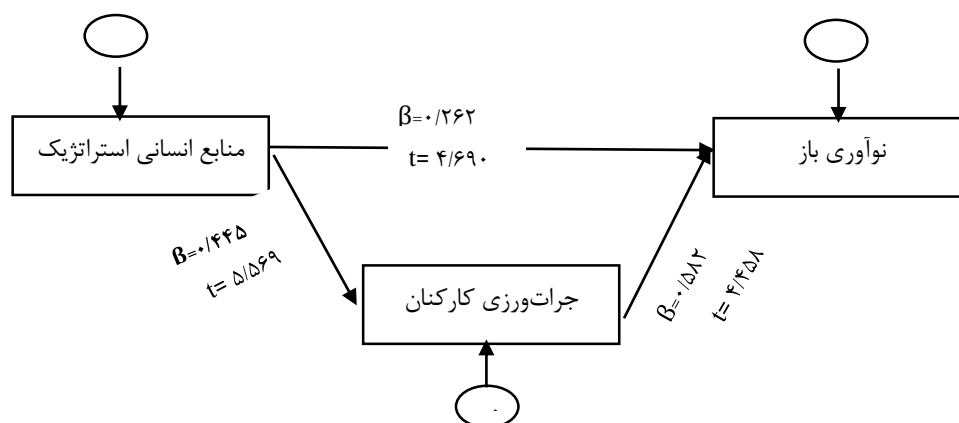 β=۰/۲۶۲
t= ۴/۶۹۰
منابع انسانی استراتژیک
نوآوری باز
β=۰/۴۴۵
t= ۵/۵۶۹
β=۰/۵۸۲
t= ۴/۴۵۸
جرات‌ورزی کارکنان